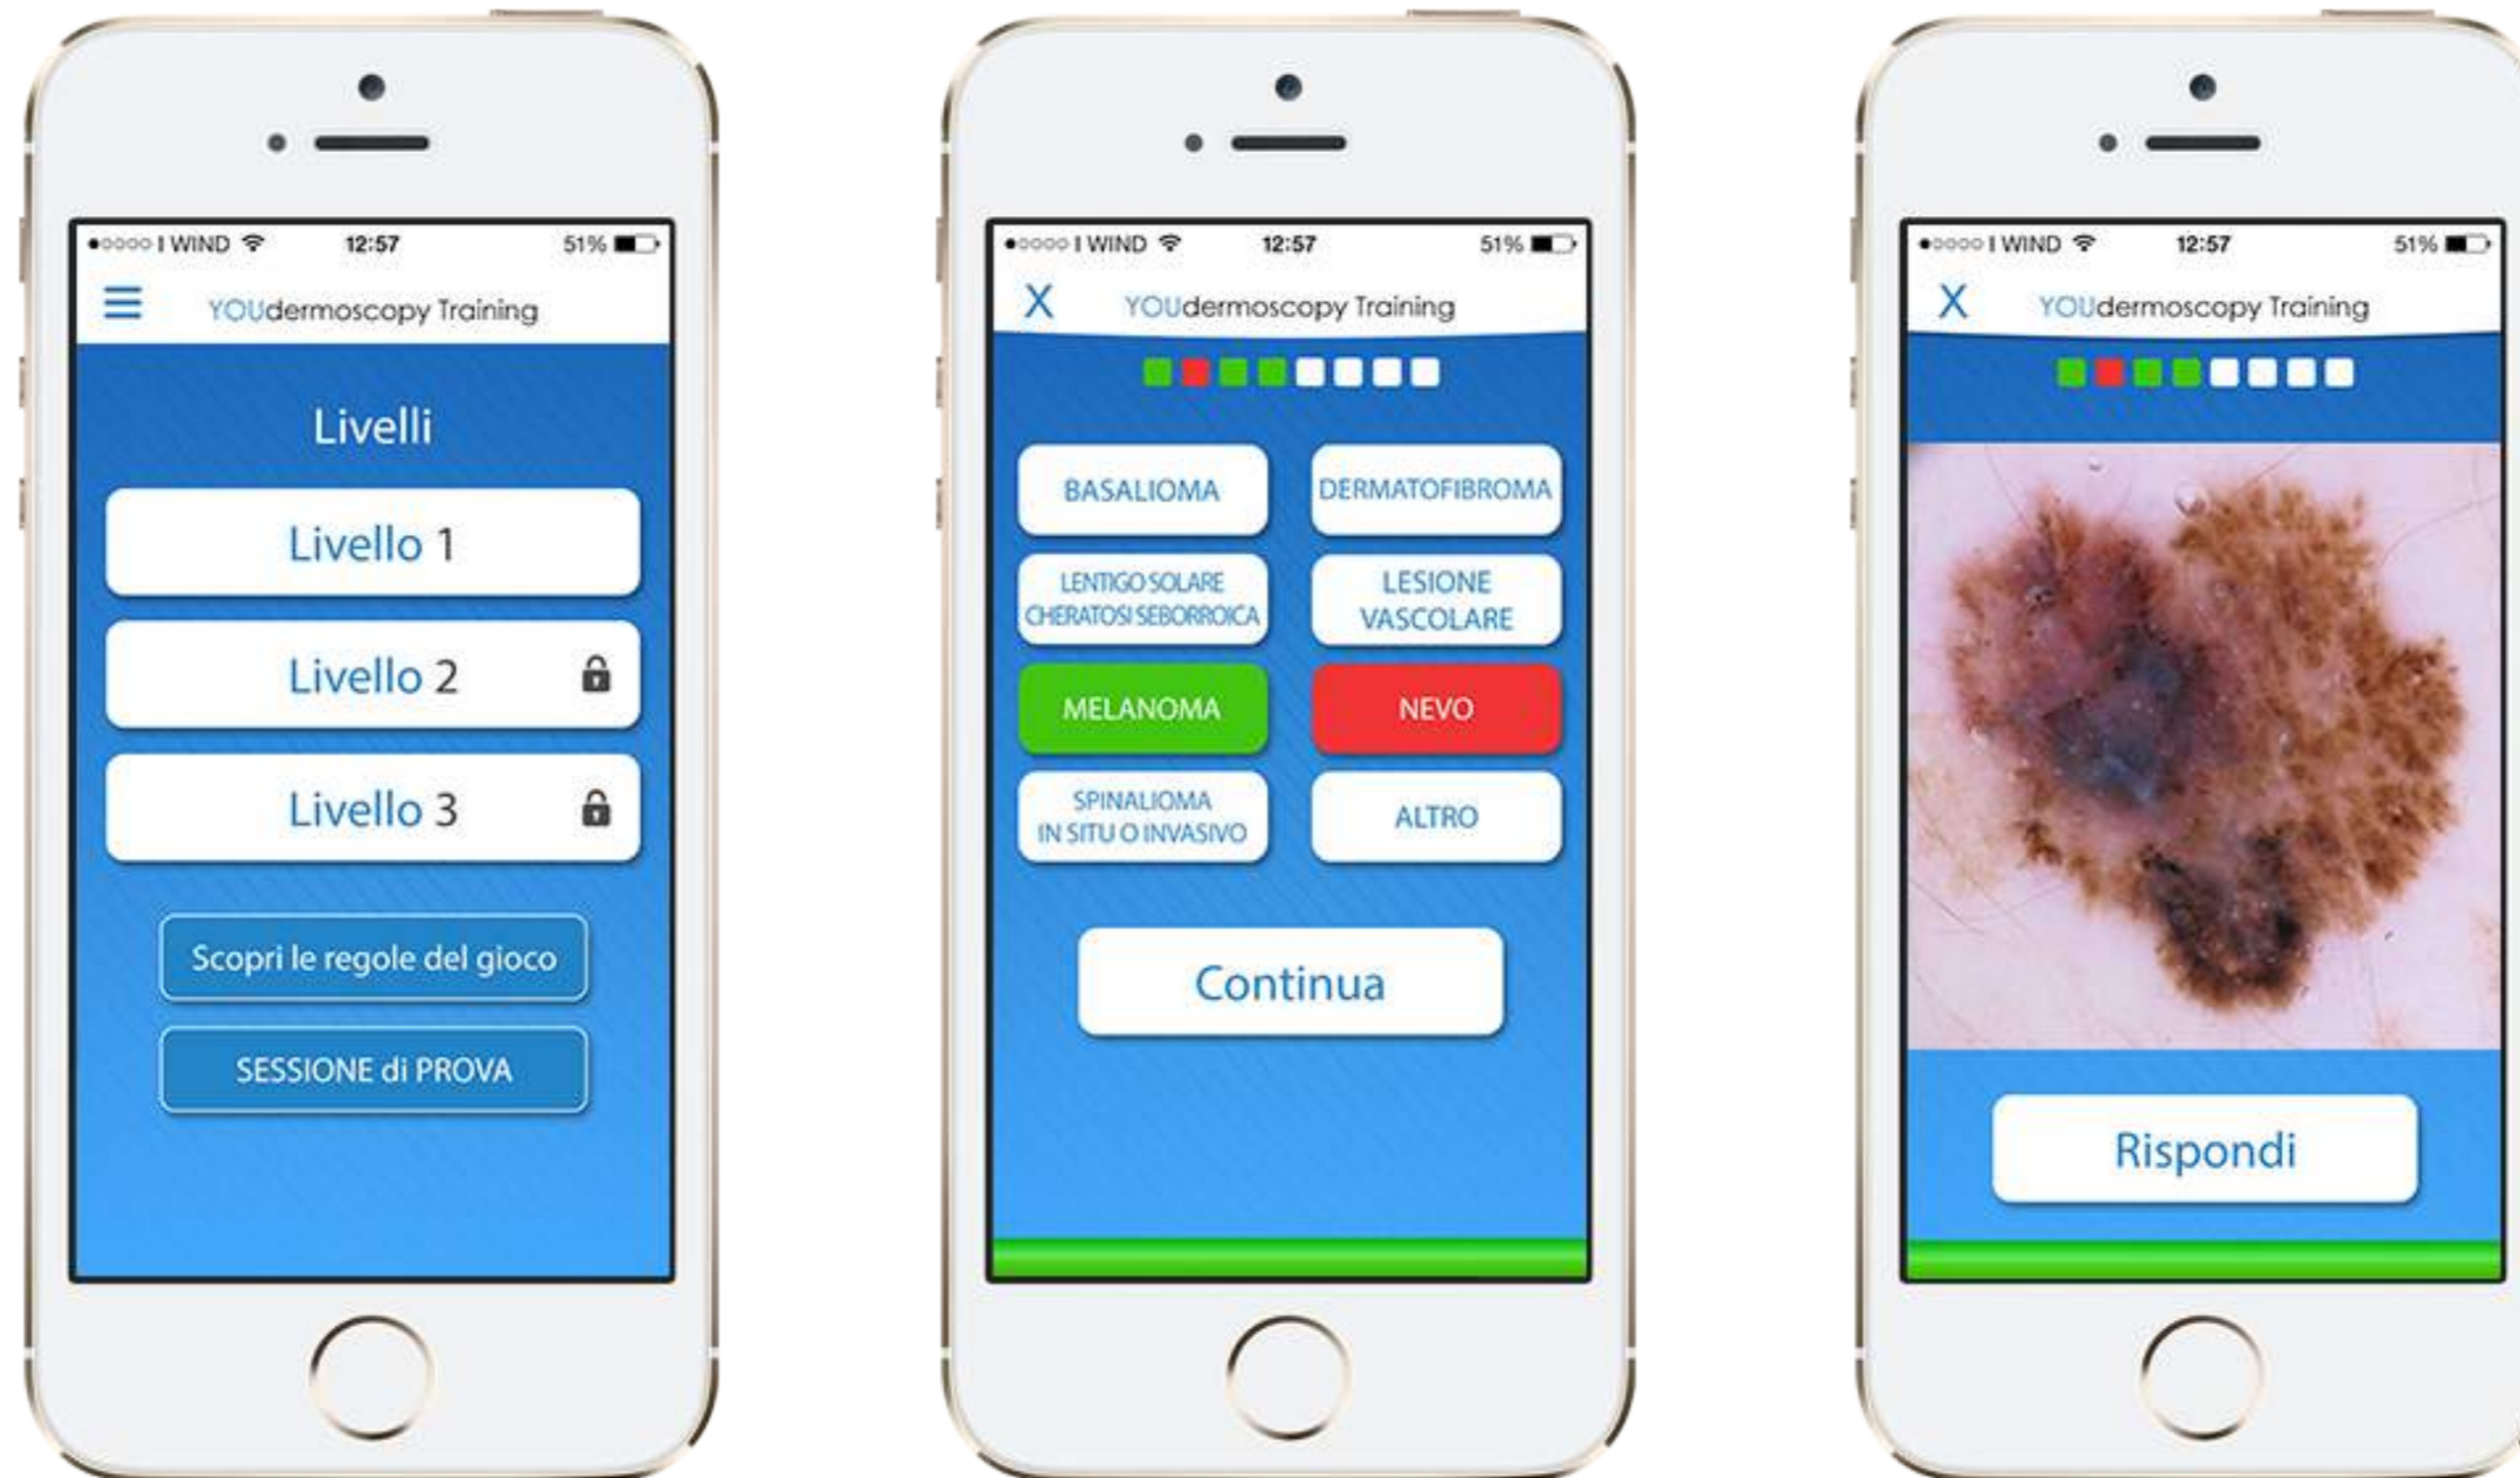 WIND 12:57 51%
YOUdermoscopy Training
Livelli
Livello 1
Livello 2
Livello 3
Scopri le regole del gioco
SESSIONE di PROVA
WIND 12:57 51%
X YOUdermoscopy Training
BASALIOMA
DERMATOFIBROMA
LENTIGO SOLARE
CHERATOSI SEBORROICA
LESIONE
VASCOLARE
MELANOMA
NEVO
SPINALIOMA
IN SITU O INVASIVO
ALTRO
Continua
WIND 12:57 51%
X YOUdermoscopy Training
Rispondi